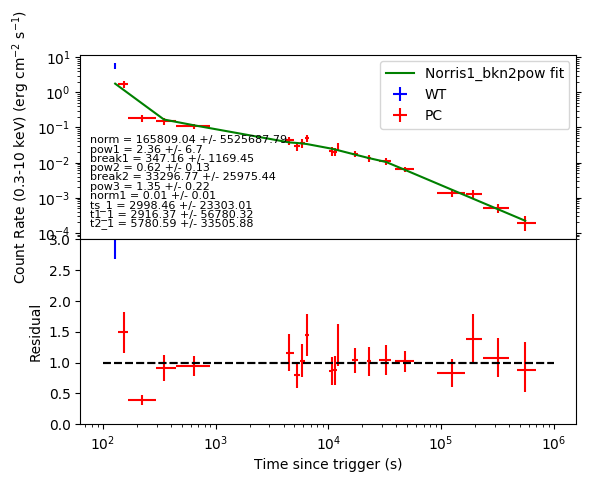 Count Rate (0.3-10 keV) (erg cm⁻² s⁻¹)
10¹
10⁰
10⁻¹
10⁻²
10⁻³
10⁻⁴
Norris1_bkn2pow fit
WT
PC
norm = 165809.04 +/- 5525687.79
pow1 = 2.36 +/- 6.7
break1 = 347.16 +/- 1169.45
pow2 = 0.62 +/- 0.13
break2 = 33296.77 +/- 25975.44
pow3 = 1.35 +/- 0.22
norm1 = 0.01 +/- 0.01
ts_1 = 2998.46 +/- 23303.01
t1_1 = 2916.37 +/- 56780.32
t2_1 = 5780.59 +/- 33505.88
Residual
3.0
2.5
2.0
1.5
1.0
0.5
0.0
10² 10³ 10⁴ 10⁵ 10⁶
Time since trigger (s)